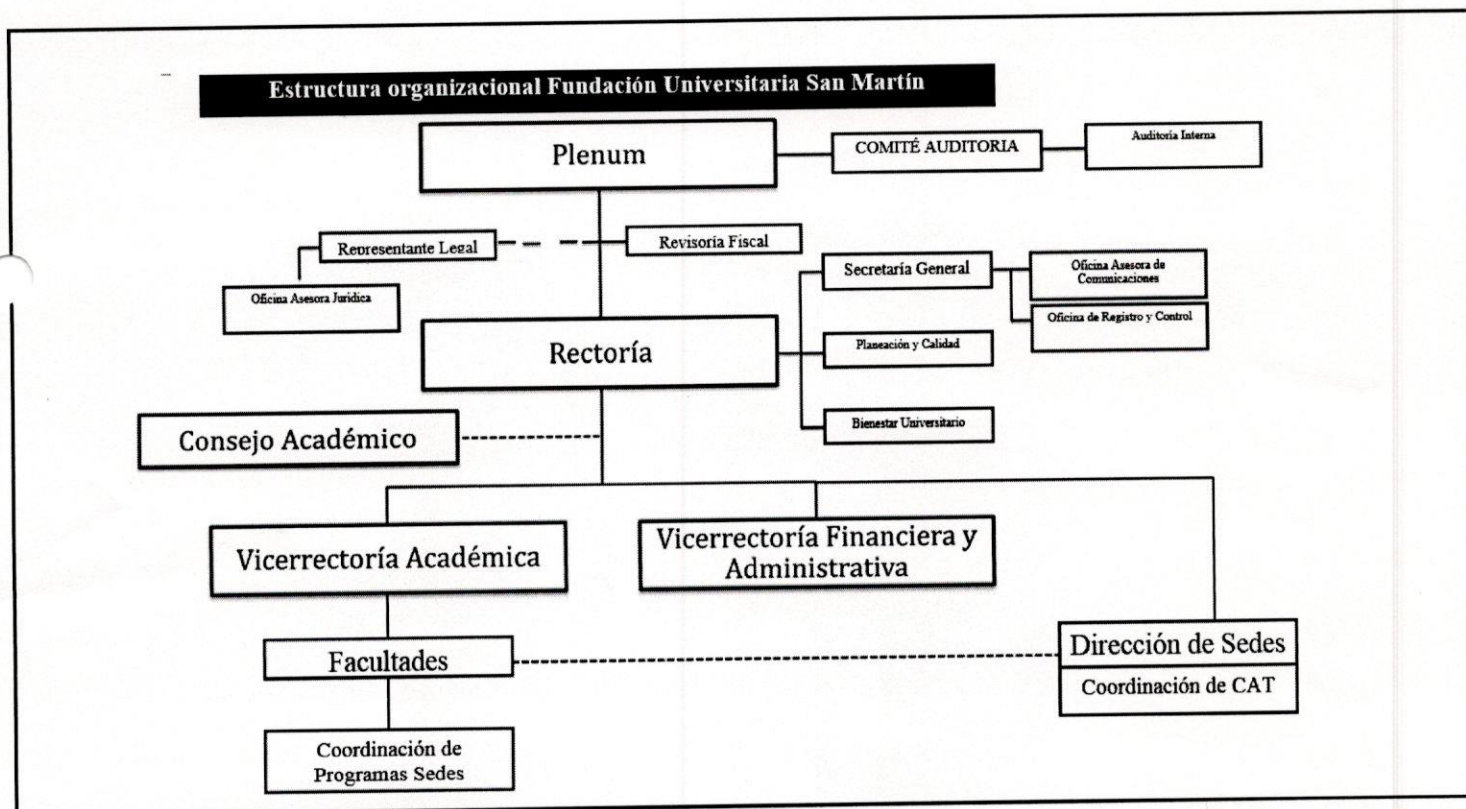 Estructura organizacional Fundación Universitaria San Martín
Plenum
COMITÉ AUDITORIA
Auditoría Interna
Representante Legal
Revisoría Fiscal
Secretaría General
Oficina Asesora de
Comunicaciones
Oficina Asesora Jurídica
Oficina de Registro y Control
Rectoría
Planeación y Calidad
Consejo Académico
Bienestar Universitario
Vicerrectoría Académica
Vicerrectoría Financiera y
Administrativa
Facultades
Dirección de Sedes
Coordinación de CAT
Coordinación de
Programas Sedes